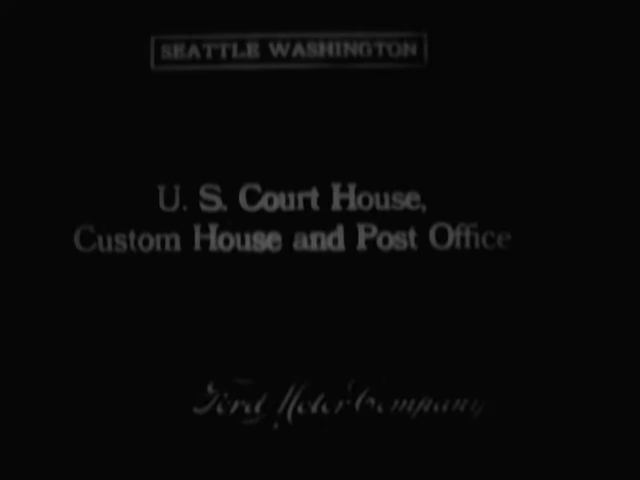 SEATTLE WASHINGTON
U. S. Court House,
Custom House and Post Office
Ford Motor Company